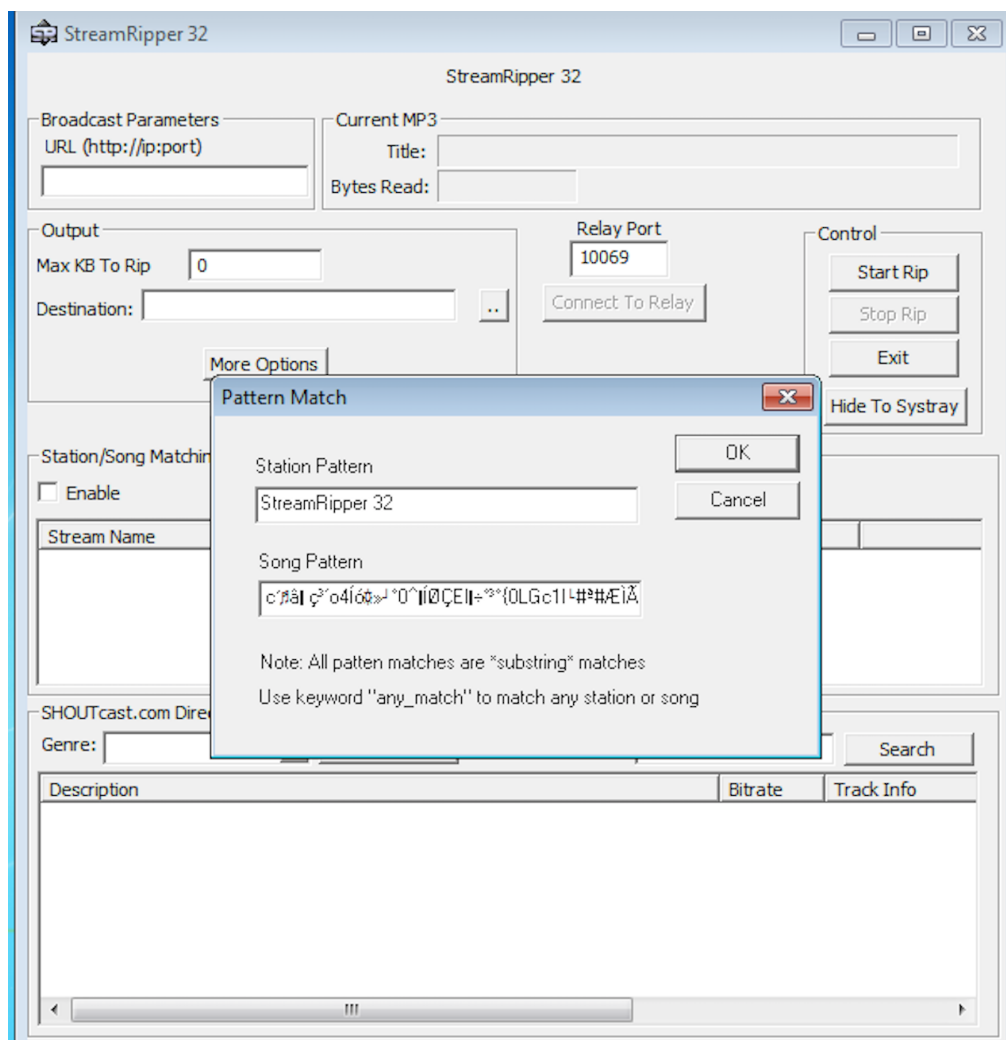 StreamRipper 32
StreamRipper 32
Broadcast Parameters
URL (http://ip:port)
Current MP3
Title:
Bytes Read:
Output
Max KB To Rip
0
Destination:
..
More Options
Relay Port
10069
Connect To Relay
Control
Start Rip
Stop Rip
Exit
Hide To Systray
Station/Song Matchin
Enable
Stream Name
Pattern Match
Station Pattern
StreamRipper 32
OK
Cancel
Song Pattern
Note: All patten matches are *substring* matches
Use keyword "any_match" to match any station or song
SHOUTcast.com Dire
Genre:
Search
Description
Bitrate
Track Info